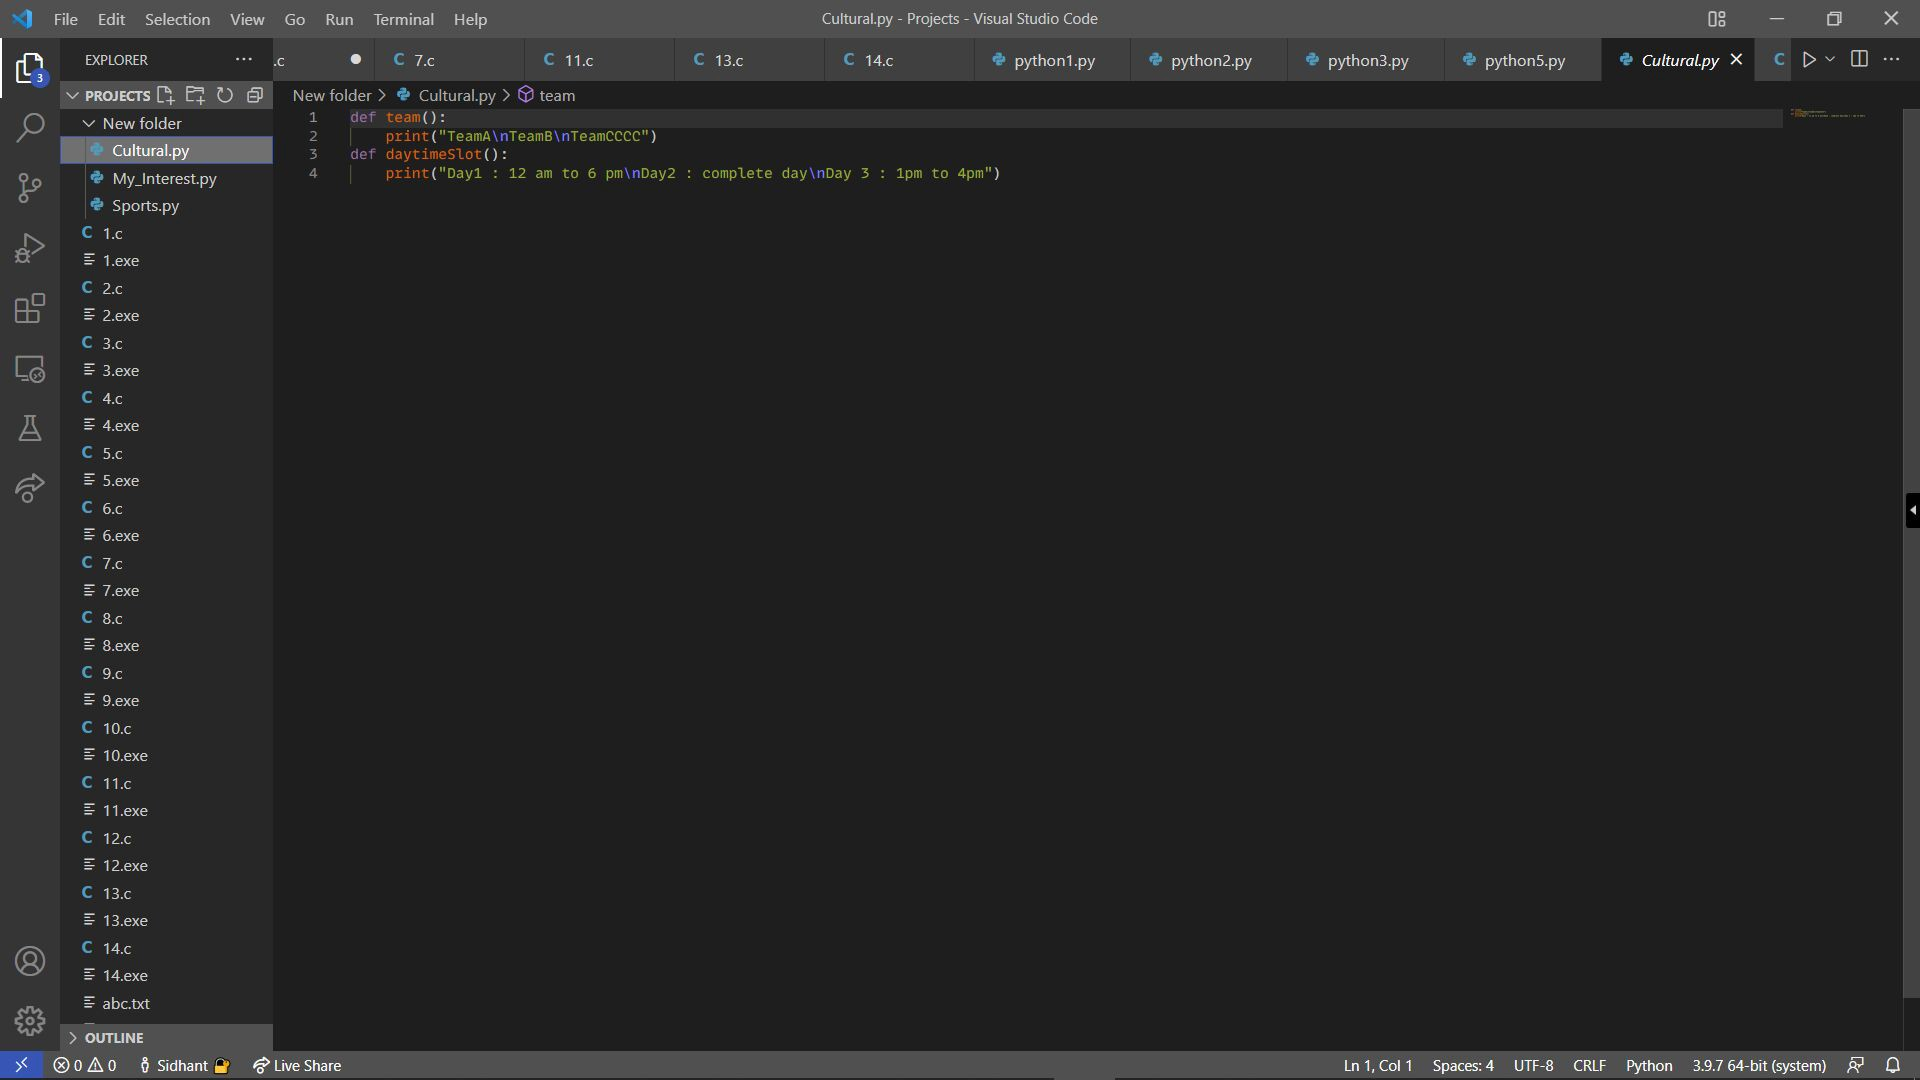 File Edit Selection View Go Run Terminal Help
Cultural.py - Projects - Visual Studio Code
EXPLORER
.c
C 7.c
C 11.c
C 13.c
C 14.c
python1.py
python2.py
python3.py
python5.py
Cultural.py
C
3
PROJECTS
New folder > Cultural.py > team
New folder
Cultural.py
My_Interest.py
Sports.py
C 1.c
1.exe
C 2.c
2.exe
C 3.c
3.exe
C 4.c
4.exe
C 5.c
5.exe
C 6.c
6.exe
C 7.c
7.exe
C 8.c
8.exe
C 9.c
9.exe
C 10.c
10.exe
C 11.c
11.exe
C 12.c
12.exe
C 13.c
13.exe
C 14.c
14.exe
abc.txt
OUTLINE
1 def team():
2     print("TeamA\nTeamB\nTeamCCCC")
3 def daytimeSlot():
4     print("Day1 : 12 am to 6 pm\nDay2 : complete day\nDay 3 : 1pm to 4pm")
0 0 Sidhant Live Share
Ln 1, Col 1 Spaces: 4 UTF-8 CRLF Python 3.9.7 64-bit (system)